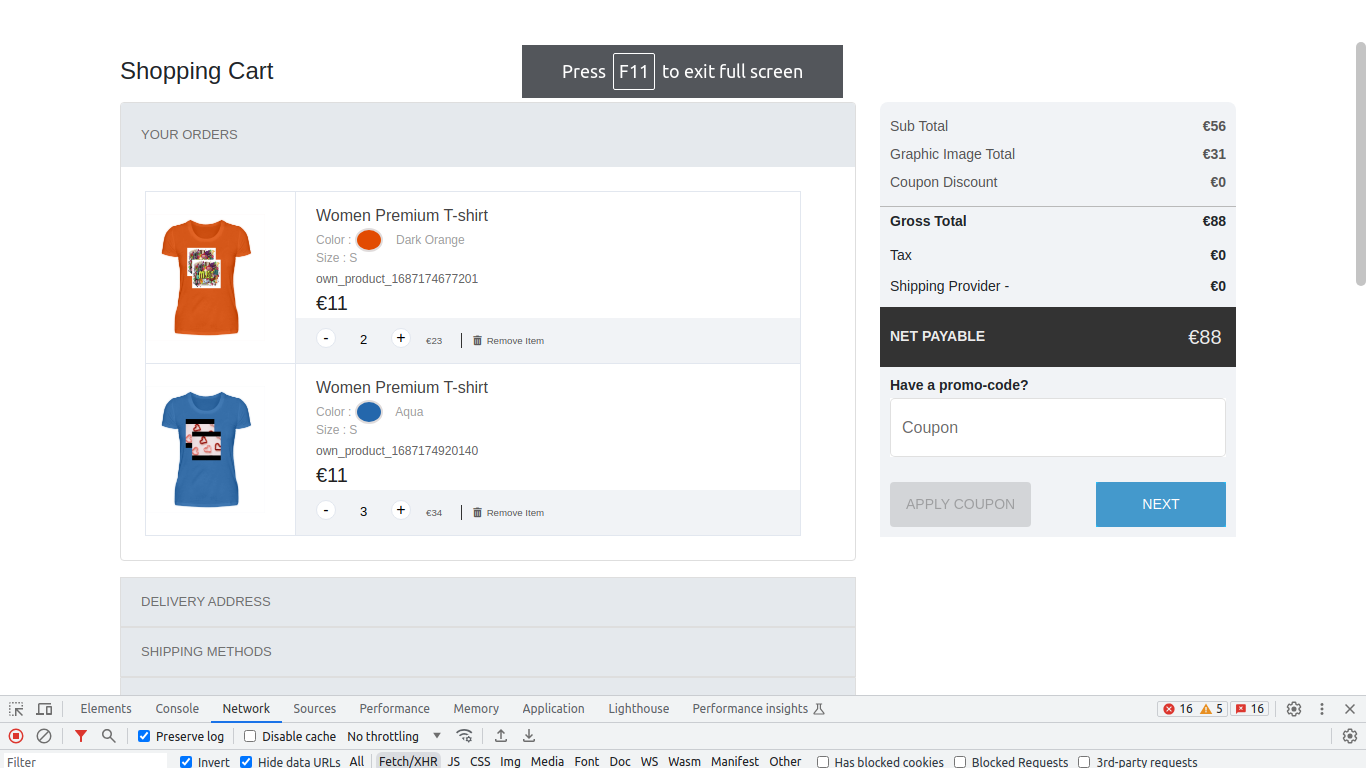 Press F11 to exit full screen
Shopping Cart
YOUR ORDERS
Women Premium T-shirt
Color : Dark Orange
Size : S
own_product_1687174677201
€11
- 2 + €23 Remove Item
Women Premium T-shirt
Color : Aqua
Size : S
own_product_1687174920140
€11
- 3 + €34 Remove Item
DELIVERY ADDRESS
SHIPPING METHODS
Sub Total €56
Graphic Image Total €31
Coupon Discount €0
Gross Total €88
Tax €0
Shipping Provider - €0
NET PAYABLE €88
Have a promo-code?
Coupon
APPLY COUPON NEXT
Elements Console Network Sources Performance Memory Application Lighthouse Performance insights 16 5 16
Preserve log Disable cache No throttling
Filter Invert Hide data URLs All Fetch/XHR JS CSS Img Media Font Doc WS Wasm Manifest Other Has blocked cookies Blocked Requests 3rd-party requests